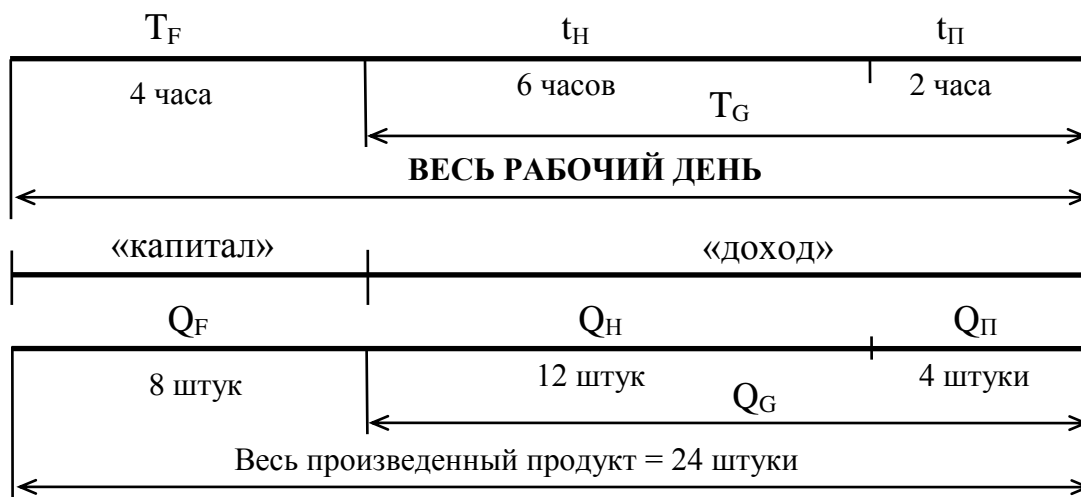 T_F t_Н t_П
4 часа 6 часов 2 часа
T_G
ВЕСЬ РАБОЧИЙ ДЕНЬ
«капитал» «доход»
Q_F Q_Н Q_П
8 штук 12 штук 4 штуки
Q_G
Весь произведенный продукт = 24 штуки